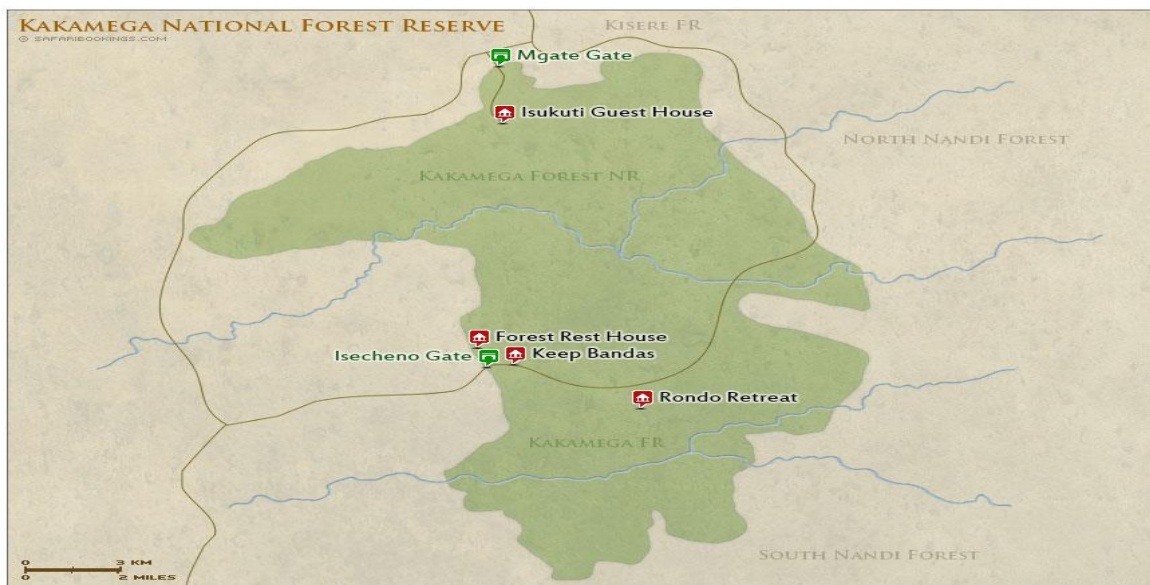 KAKAMEGA NATIONAL FOREST RESERVE
© SAFARIBOOKINGS.COM
KISERE FR
Mgate Gate
Isukuti Guest House
NORTH NANDI FOREST
KAKAMEGA FOREST NR
Forest Rest House
Isecheno Gate
Keep Bandas
Rondo Retreat
KAKAMEGA FR
SOUTH NANDI FOREST
0 3 KM
0 2 MILES